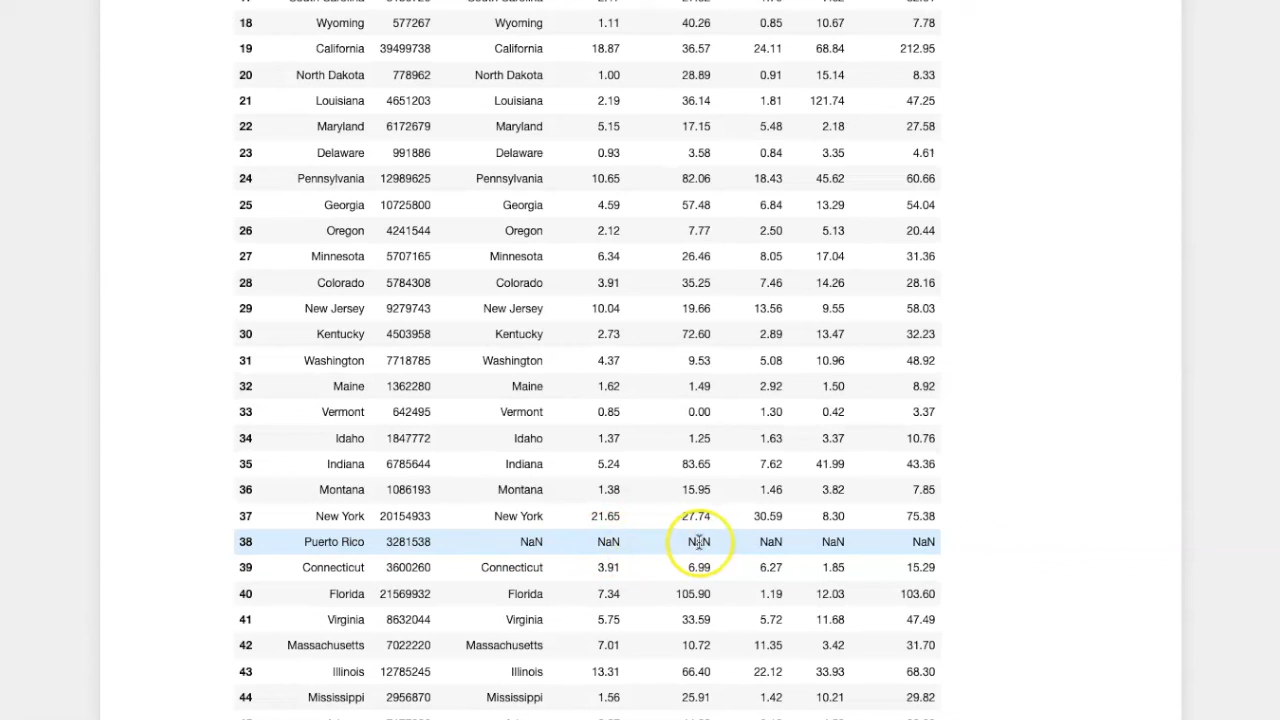 18 Wyoming 577267 Wyoming 1.11 40.26 0.85 10.67 7.78
19 California 39499738 California 18.87 36.57 24.11 68.84 212.95
20 North Dakota 778962 North Dakota 1.00 28.89 0.91 15.14 8.33
21 Louisiana 4651203 Louisiana 2.19 36.14 1.81 121.74 47.25
22 Maryland 6172679 Maryland 5.15 17.15 5.48 2.18 27.58
23 Delaware 991886 Delaware 0.93 3.58 0.84 3.35 4.61
24 Pennsylvania 12989625 Pennsylvania 10.65 82.06 18.43 45.62 60.66
25 Georgia 10725800 Georgia 4.59 57.48 6.84 13.29 54.04
26 Oregon 4241544 Oregon 2.12 7.77 2.50 5.13 20.44
27 Minnesota 5707165 Minnesota 6.34 26.46 8.05 17.04 31.36
28 Colorado 5784308 Colorado 3.91 35.25 7.46 14.26 28.16
29 New Jersey 9279743 New Jersey 10.04 19.66 13.56 9.55 58.03
30 Kentucky 4503958 Kentucky 2.73 72.60 2.89 13.47 32.23
31 Washington 7718785 Washington 4.37 9.53 5.08 10.96 48.92
32 Maine 1362280 Maine 1.62 1.49 2.92 1.50 8.92
33 Vermont 642495 Vermont 0.85 0.00 1.30 0.42 3.37
34 Idaho 1847772 Idaho 1.37 1.25 1.63 3.37 10.76
35 Indiana 6785644 Indiana 5.24 83.65 7.62 41.99 43.36
36 Montana 1086193 Montana 1.38 15.95 1.46 3.82 7.85
37 New York 20154933 New York 21.65 27.74 30.59 8.30 75.38
38 Puerto Rico 3281538 NaN NaN NaN NaN NaN NaN
39 Connecticut 3600260 Connecticut 3.91 6.99 6.27 1.85 15.29
40 Florida 21569932 Florida 7.34 105.90 1.19 12.03 103.60
41 Virginia 8632044 Virginia 5.75 33.59 5.72 11.68 47.49
42 Massachusetts 7022220 Massachusetts 7.01 10.72 11.35 3.42 31.70
43 Illinois 12785245 Illinois 13.31 66.40 22.12 33.93 68.30
44 Mississippi 2956870 Mississippi 1.56 25.91 1.42 10.21 29.82